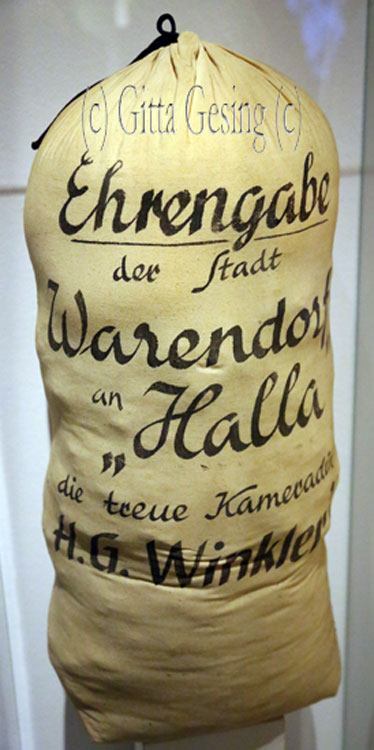 (c) Gitta Gesing (c)
Ehrengabe
der Stadt
Warendorf
an
„Halla
die treue Kameradin
H.G. Winkler